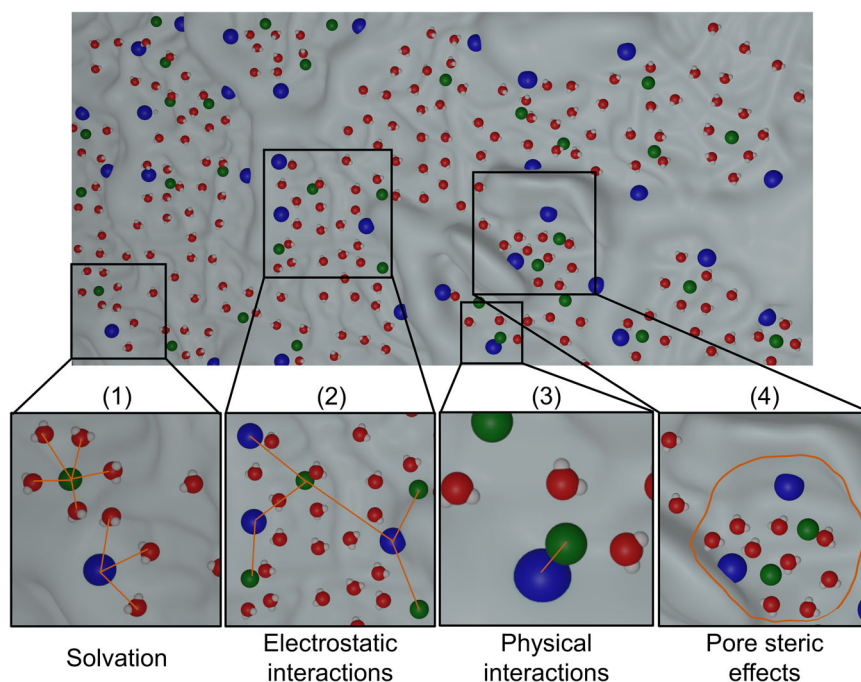 (1)
(2)
(3)
(4)
Solvation
Electrostatic
interactions
Physical
interactions
Pore steric
effects